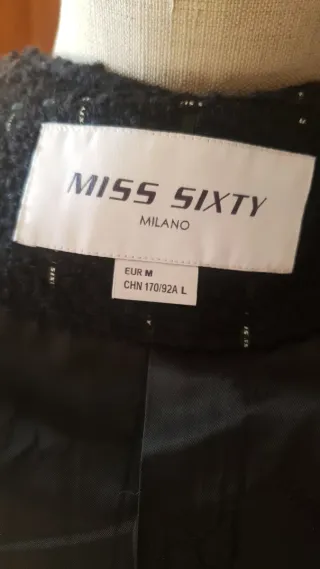 MISS SIXTY
MILANO
EUR M
CHN 170/92A L